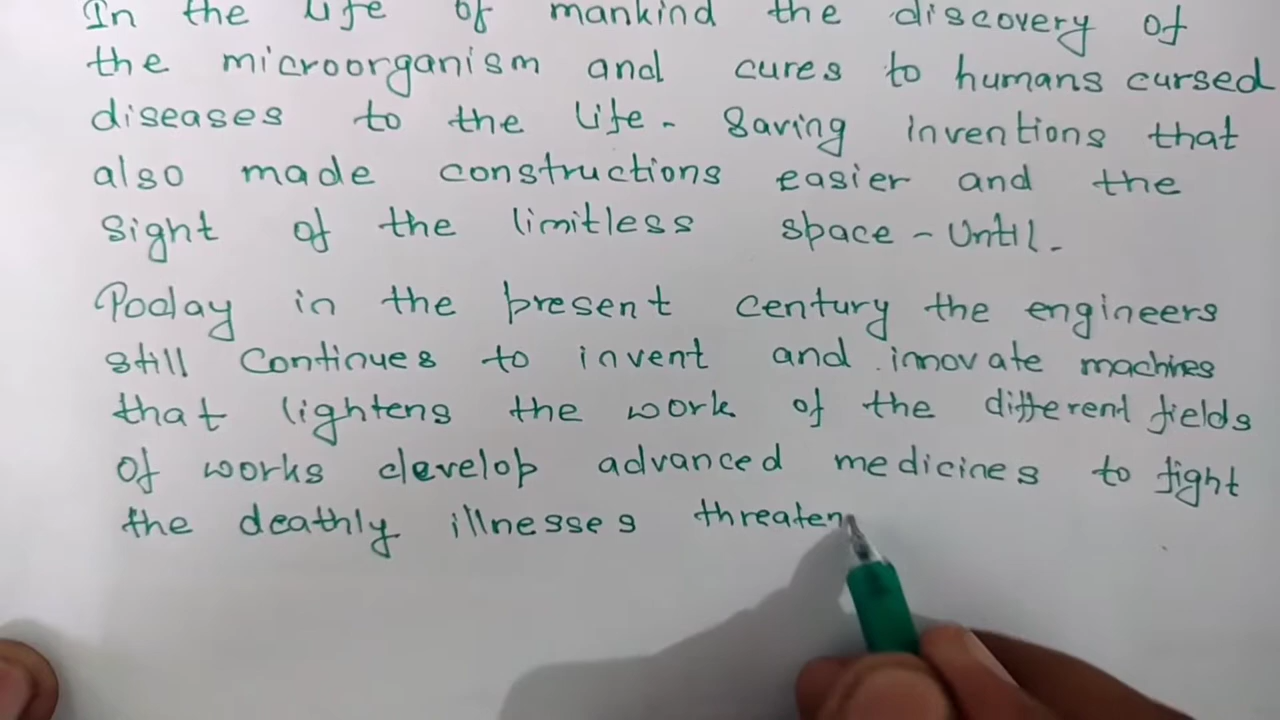 In the life of mankind the discovery of
the microorganism and cures to humans cursed
diseases to the life - Saving inventions that
also made constructions easier and the
sight of the limitless space - Until.
Today in the present century the engineers
still continues to invent and innovate machines
that lightens the work of the different fields
of works develop advanced medicines to fight
the deathly illnesses threaten